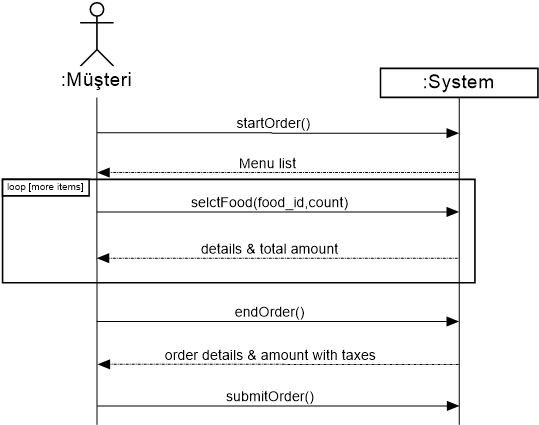 :Müşteri
:System
startOrder()
Menu list
loop [more items]
selctFood(food_id,count)
details & total amount
endOrder()
order details & amount with taxes
submitOrder()